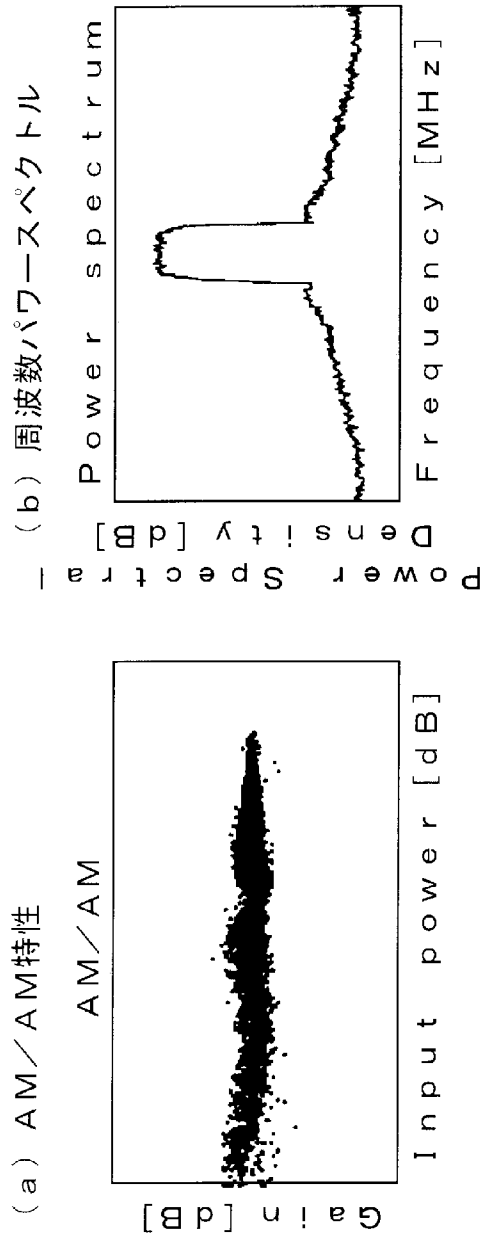 (a) AM/AM特性
AM/AM
Gain [dB]
Input power [dB]
(b) 周波数パワースペクトル
Power spectrum
Power Spectral
Density [dB]
Frequency [MHz]